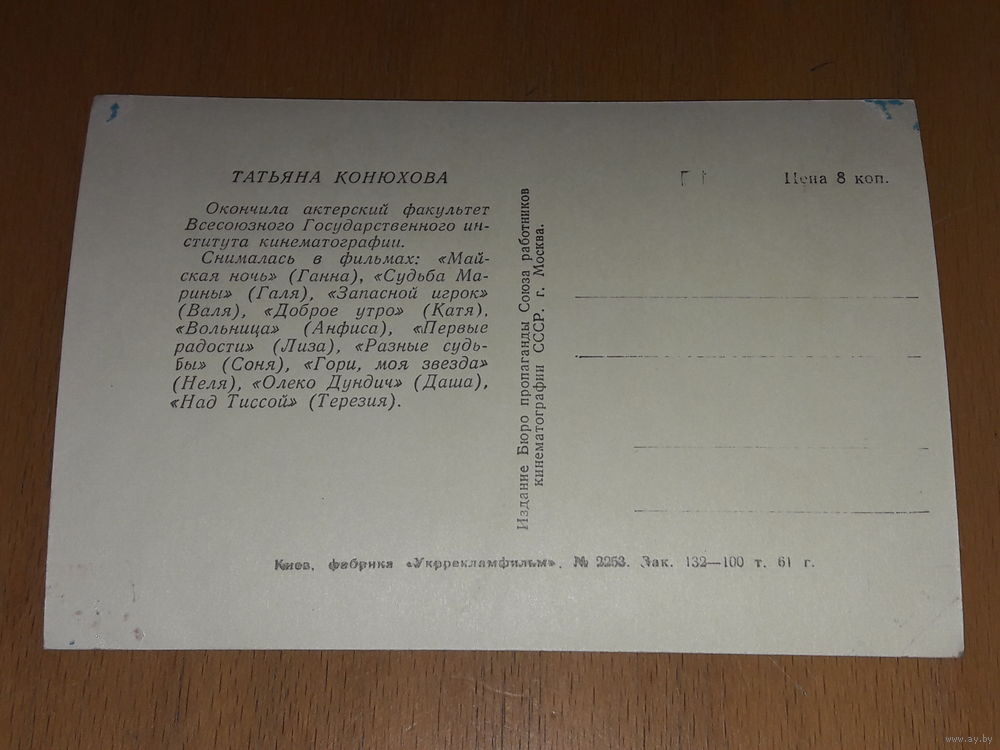 ТАТЬЯНА КОНЮХОВА
Окончила актерский факультет
Всесоюзного Государственного ин-
ститута кинематографии.
Снималась в фильмах: «Май-
ская ночь» (Ганна), «Судьба Ма-
рины» (Галя), «Запасной игрок»
(Валя), «Доброе утро» (Катя),
«Вольница» (Анфиса), «Первые
радости» (Лиза), «Разные судь-
бы» (Соня), «Гори, моя звезда»
(Неля), «Олеко Дундич» (Даша),
«Над Тиссой» (Терезия).
Издание Бюро пропаганды Союза работников
кинематографии СССР. г. Москва.
Цена 8 коп.
Киев, фабрика «Укррекламфильм». № 2253. Зак. 132—100 т. 61 г.
www.ay.by